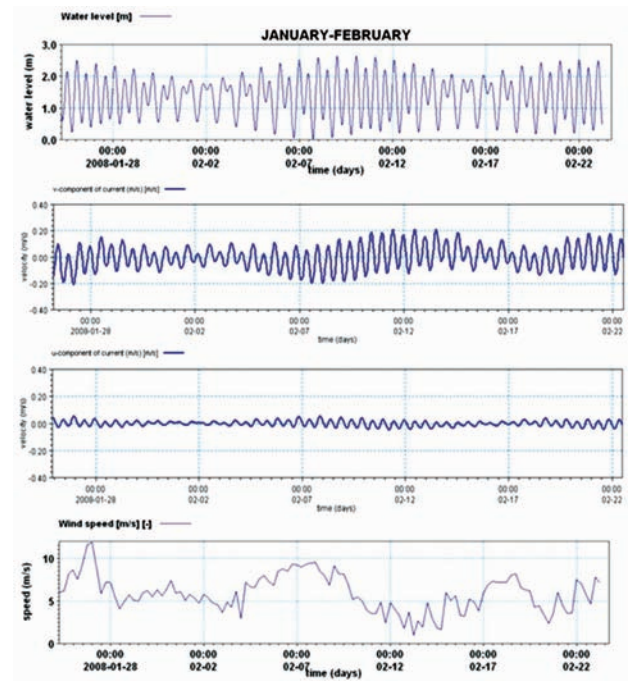 Water level [m]
JANUARY-FEBRUARY
water level (m)
3.0
2.0
1.0
0.0
00:00 00:00 00:00 00:00 00:00 00:00
2008-01-28 02-02 02-07 02-12 02-17 02-22
time (days)
v-component of current (m/s) [m/s]
velocity (m/s)
0.40
0.20
0.00
-0.20
-0.40
00:00 00:00 00:00 00:00 00:00 00:00
2008-01-28 02-02 02-07 02-12 02-17 02-22
time (days)
u-component of current (m/s) [m/s]
velocity (m/s)
0.40
0.20
0.00
-0.20
-0.40
00:00 00:00 00:00 00:00 00:00 00:00
2008-01-28 02-02 02-07 02-12 02-17 02-22
time (days)
Wind speed [m/s] [-]
speed (m/s)
10
5
0
00:00 00:00 00:00 00:00 00:00 00:00
2008-01-28 02-02 02-07 02-12 02-17 02-22
time (days)